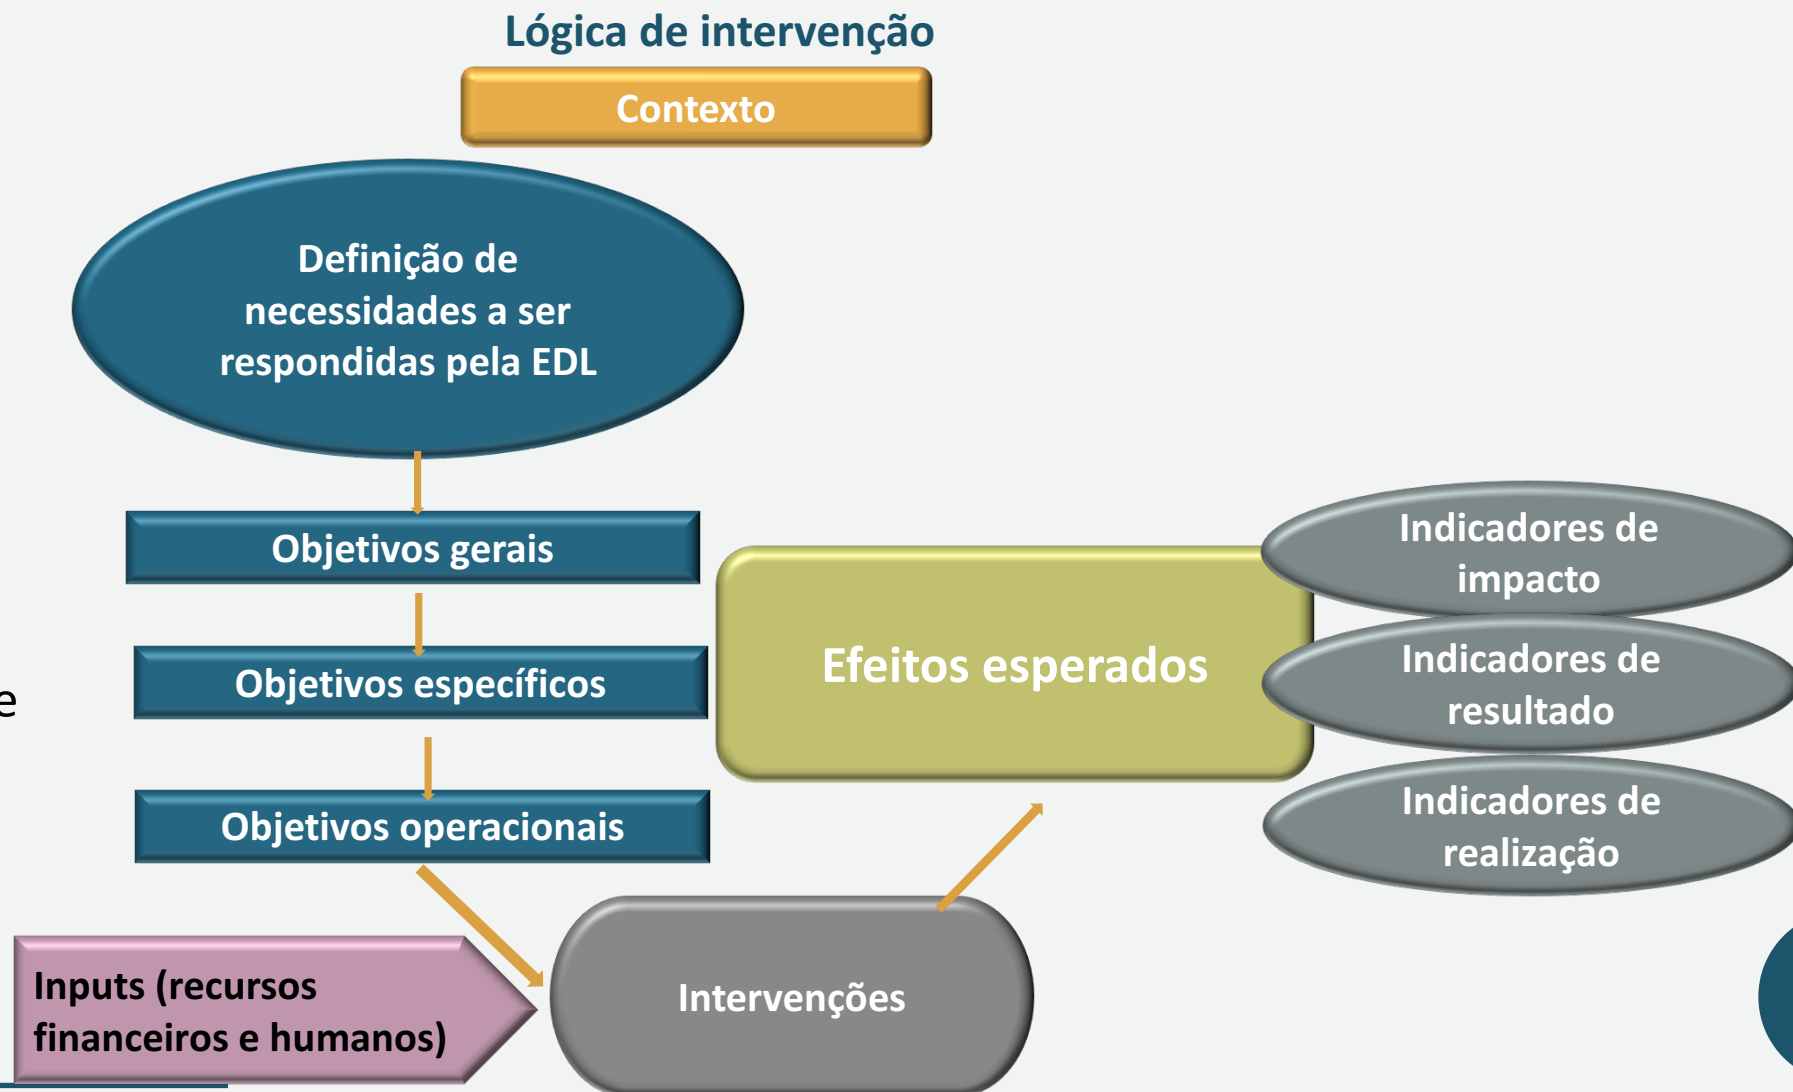 Lógica de intervenção
Contexto
Definição de
necessidades a ser
respondidas pela EDL
Objetivos gerais
Objetivos específicos
e
Objetivos operacionais
Inputs (recursos
financeiros e humanos)
Intervenções
Efeitos esperados
Indicadores de
impacto
Indicadores de
resultado
Indicadores de
realização